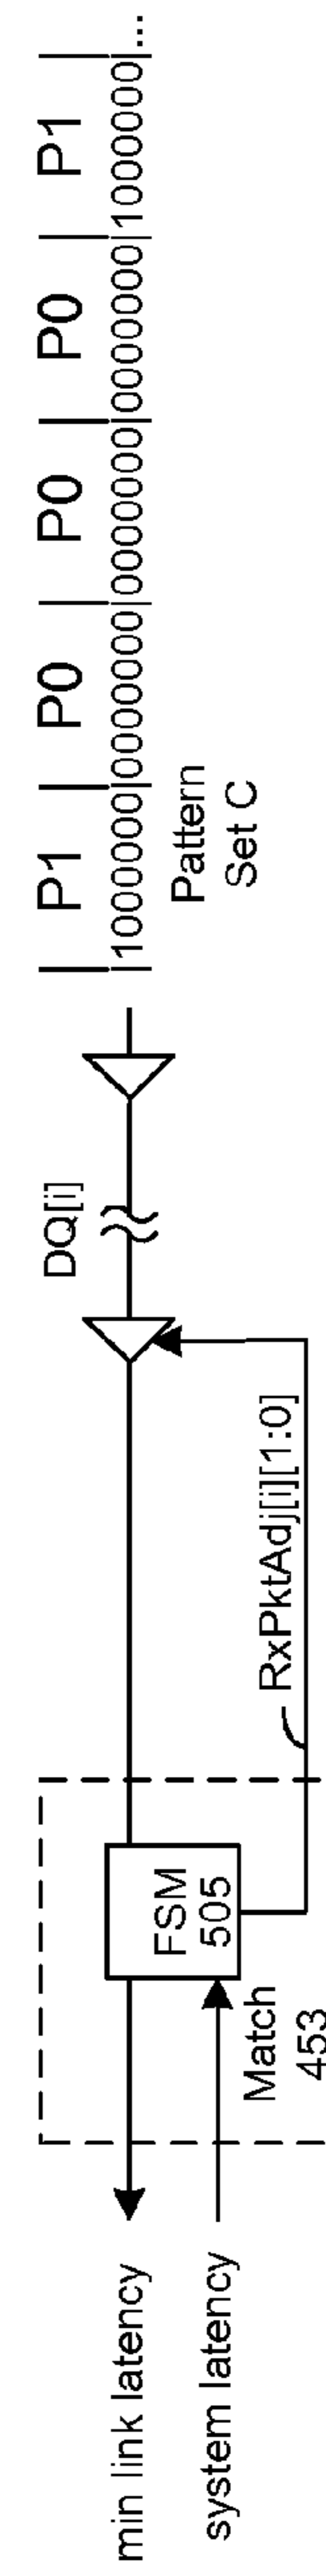 P1 P0 P0 P0 P1
|1000000|0000000|0000000|0000000|1000000|...
Pattern
Set C
DQ[i]
RxPktAdj[i][1:0]
FSM
505
Match
453
min link latency
system latency